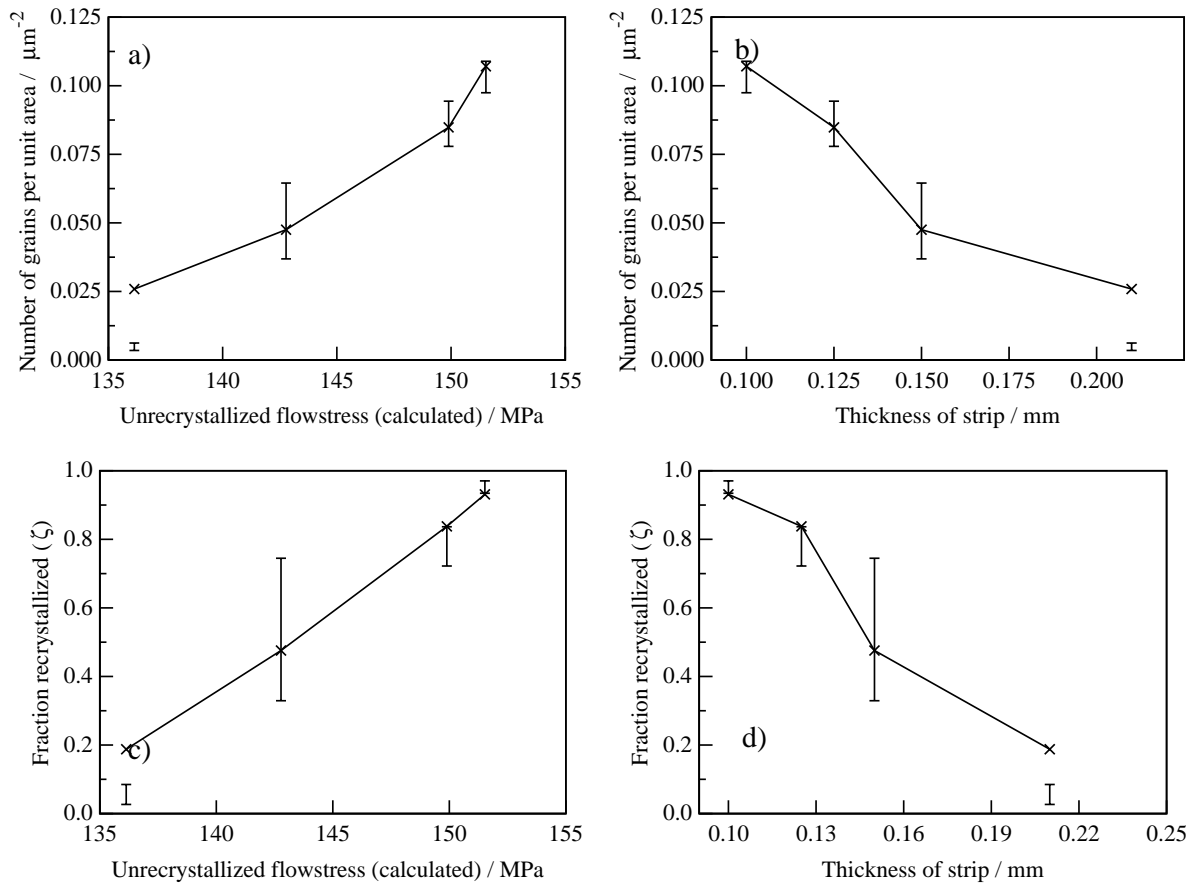 Number of grains per unit area / μm⁻²
0.125
0.100
0.075
0.050
0.025
0.000
a)
135 140 145 150 155
Unrecrystallized flowstress (calculated) / MPa
Number of grains per unit area / μm⁻²
0.125
0.100
0.075
0.050
0.025
0.000
b)
0.100 0.125 0.150 0.175 0.200
Thickness of strip / mm
Fraction recrystallized (ζ)
1.0
0.8
0.6
0.4
0.2
0.0
c)
135 140 145 150 155
Unrecrystallized flowstress (calculated) / MPa
Fraction recrystallized (ζ)
1.0
0.8
0.6
0.4
0.2
0.0
d)
0.10 0.13 0.16 0.19 0.22 0.25
Thickness of strip / mm